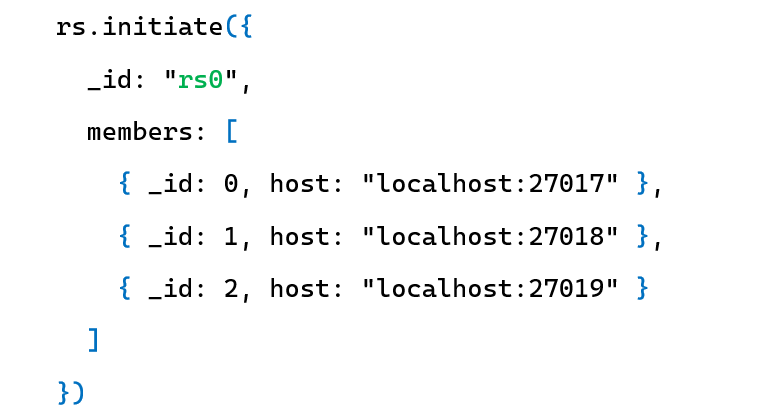 rs.initiate({
_id: "rs0",
members: [
{ _id: 0, host: "localhost:27017" },
{ _id: 1, host: "localhost:27018" },
{ _id: 2, host: "localhost:27019" }
]
})